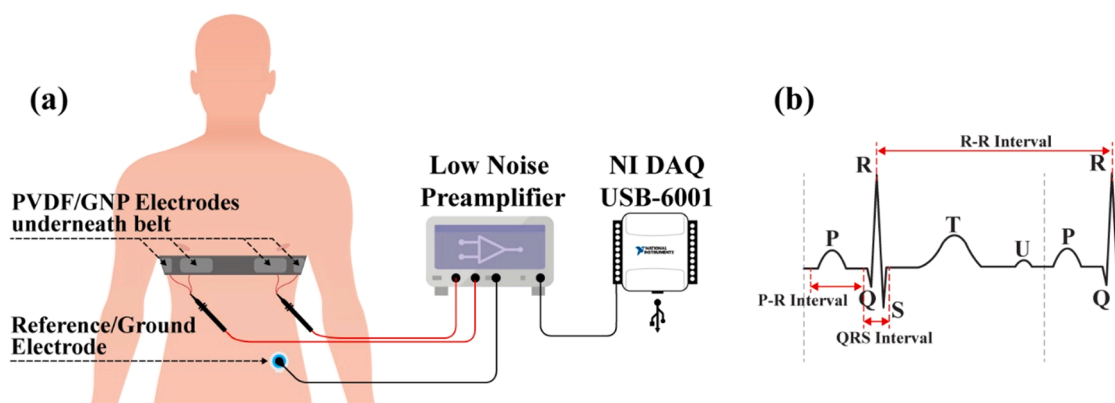 (a)
PVDF/GNP Electrodes
underneath belt
Reference/Ground
Electrode
Low Noise
Preamplifier
NI DAQ
USB-6001
NATIONAL
INSTRUMENTS
(b)
R-R Interval
R
R
P
T
U
P
P-R Interval
Q
S
Q
QRS Interval